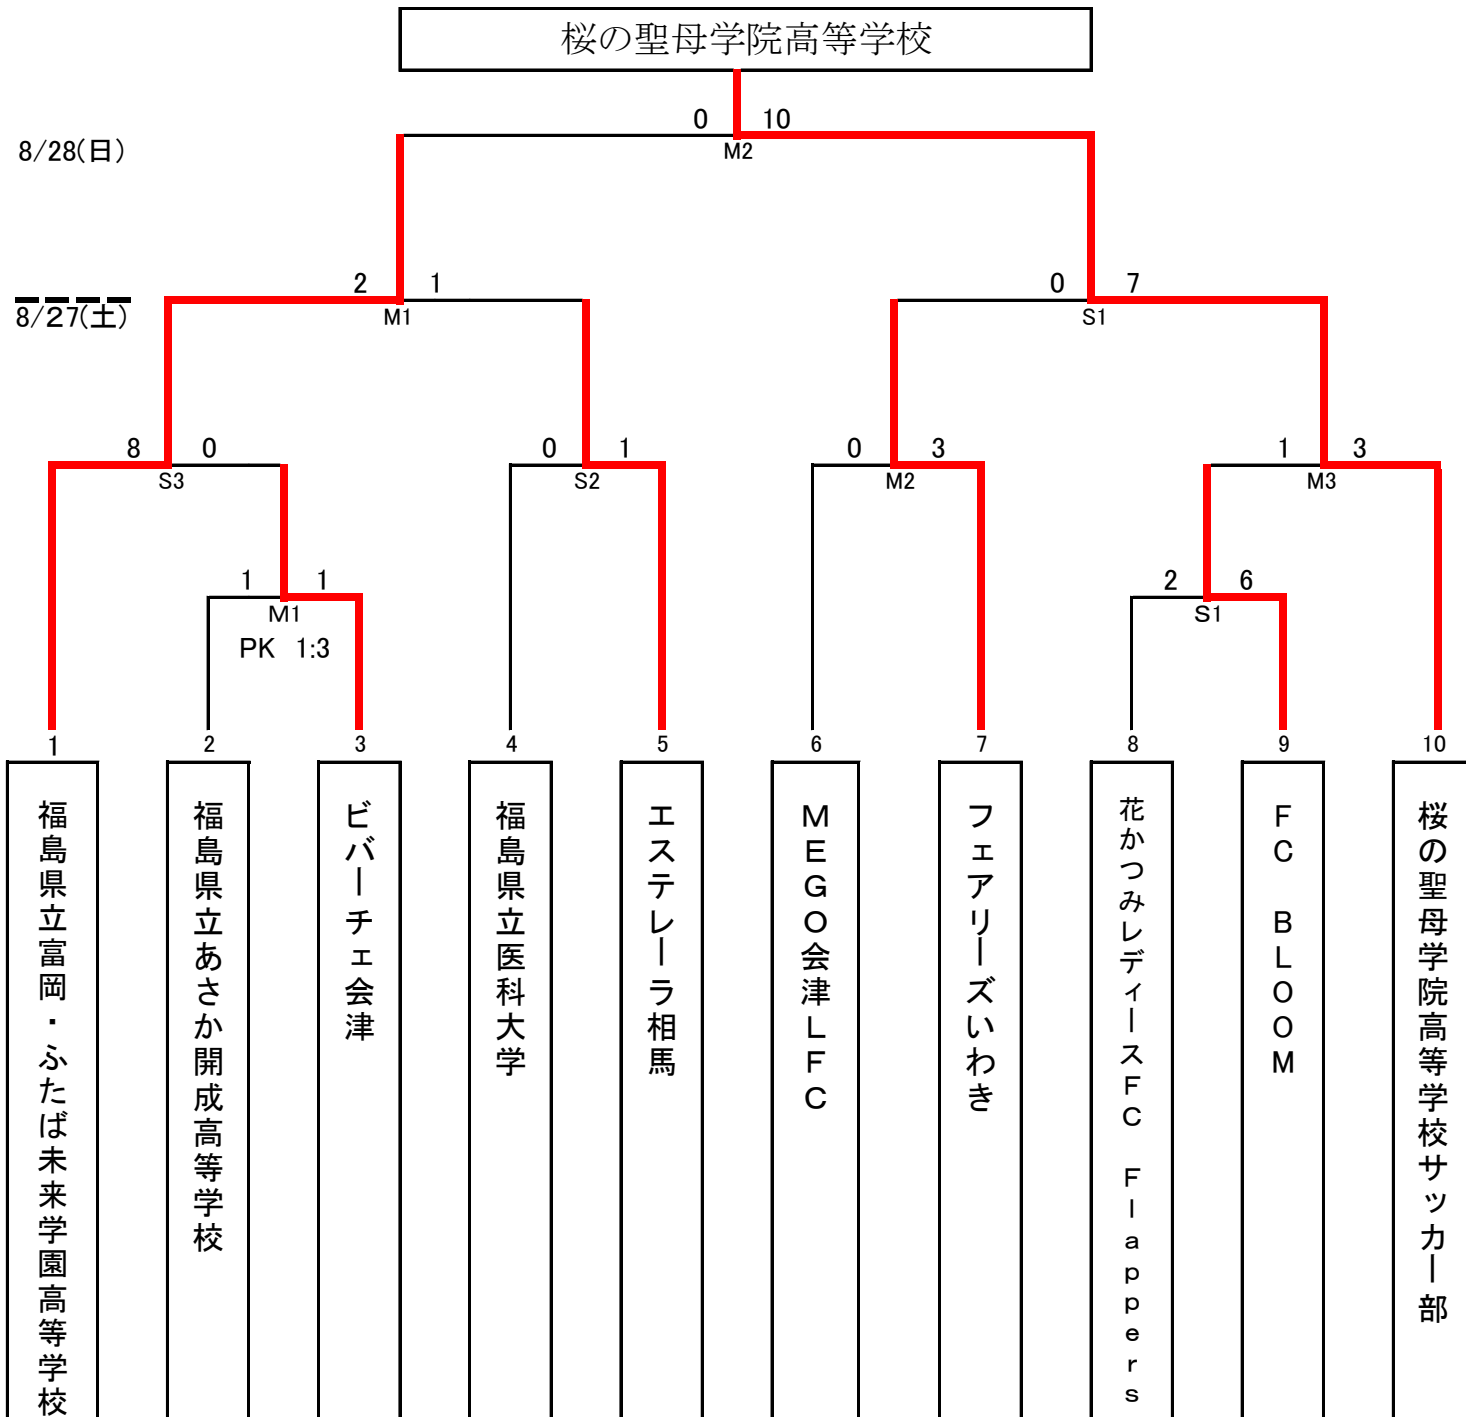 桜の聖母学院高等学校
0 10
8/28(日)
M2
2 1
0 7
8/27(土)
M1
S1
8 0
0 1
0 3
1 3
S3
S2
M2
M3
1 1
2 6
M1
S1
PK 1:3
1 2 3 4 5 6 7 8 9 10
福島県立富岡・ふたば未来学園高等学校
福島県立あさか開成高等学校
ビバーチェ会津
福島県立医科大学
エステレーラ相馬
MEGO会津LFC
フェアリーズいわき
花かつみレディースFC Flappers
FC BLOOM
桜の聖母学院高等学校サッカー部